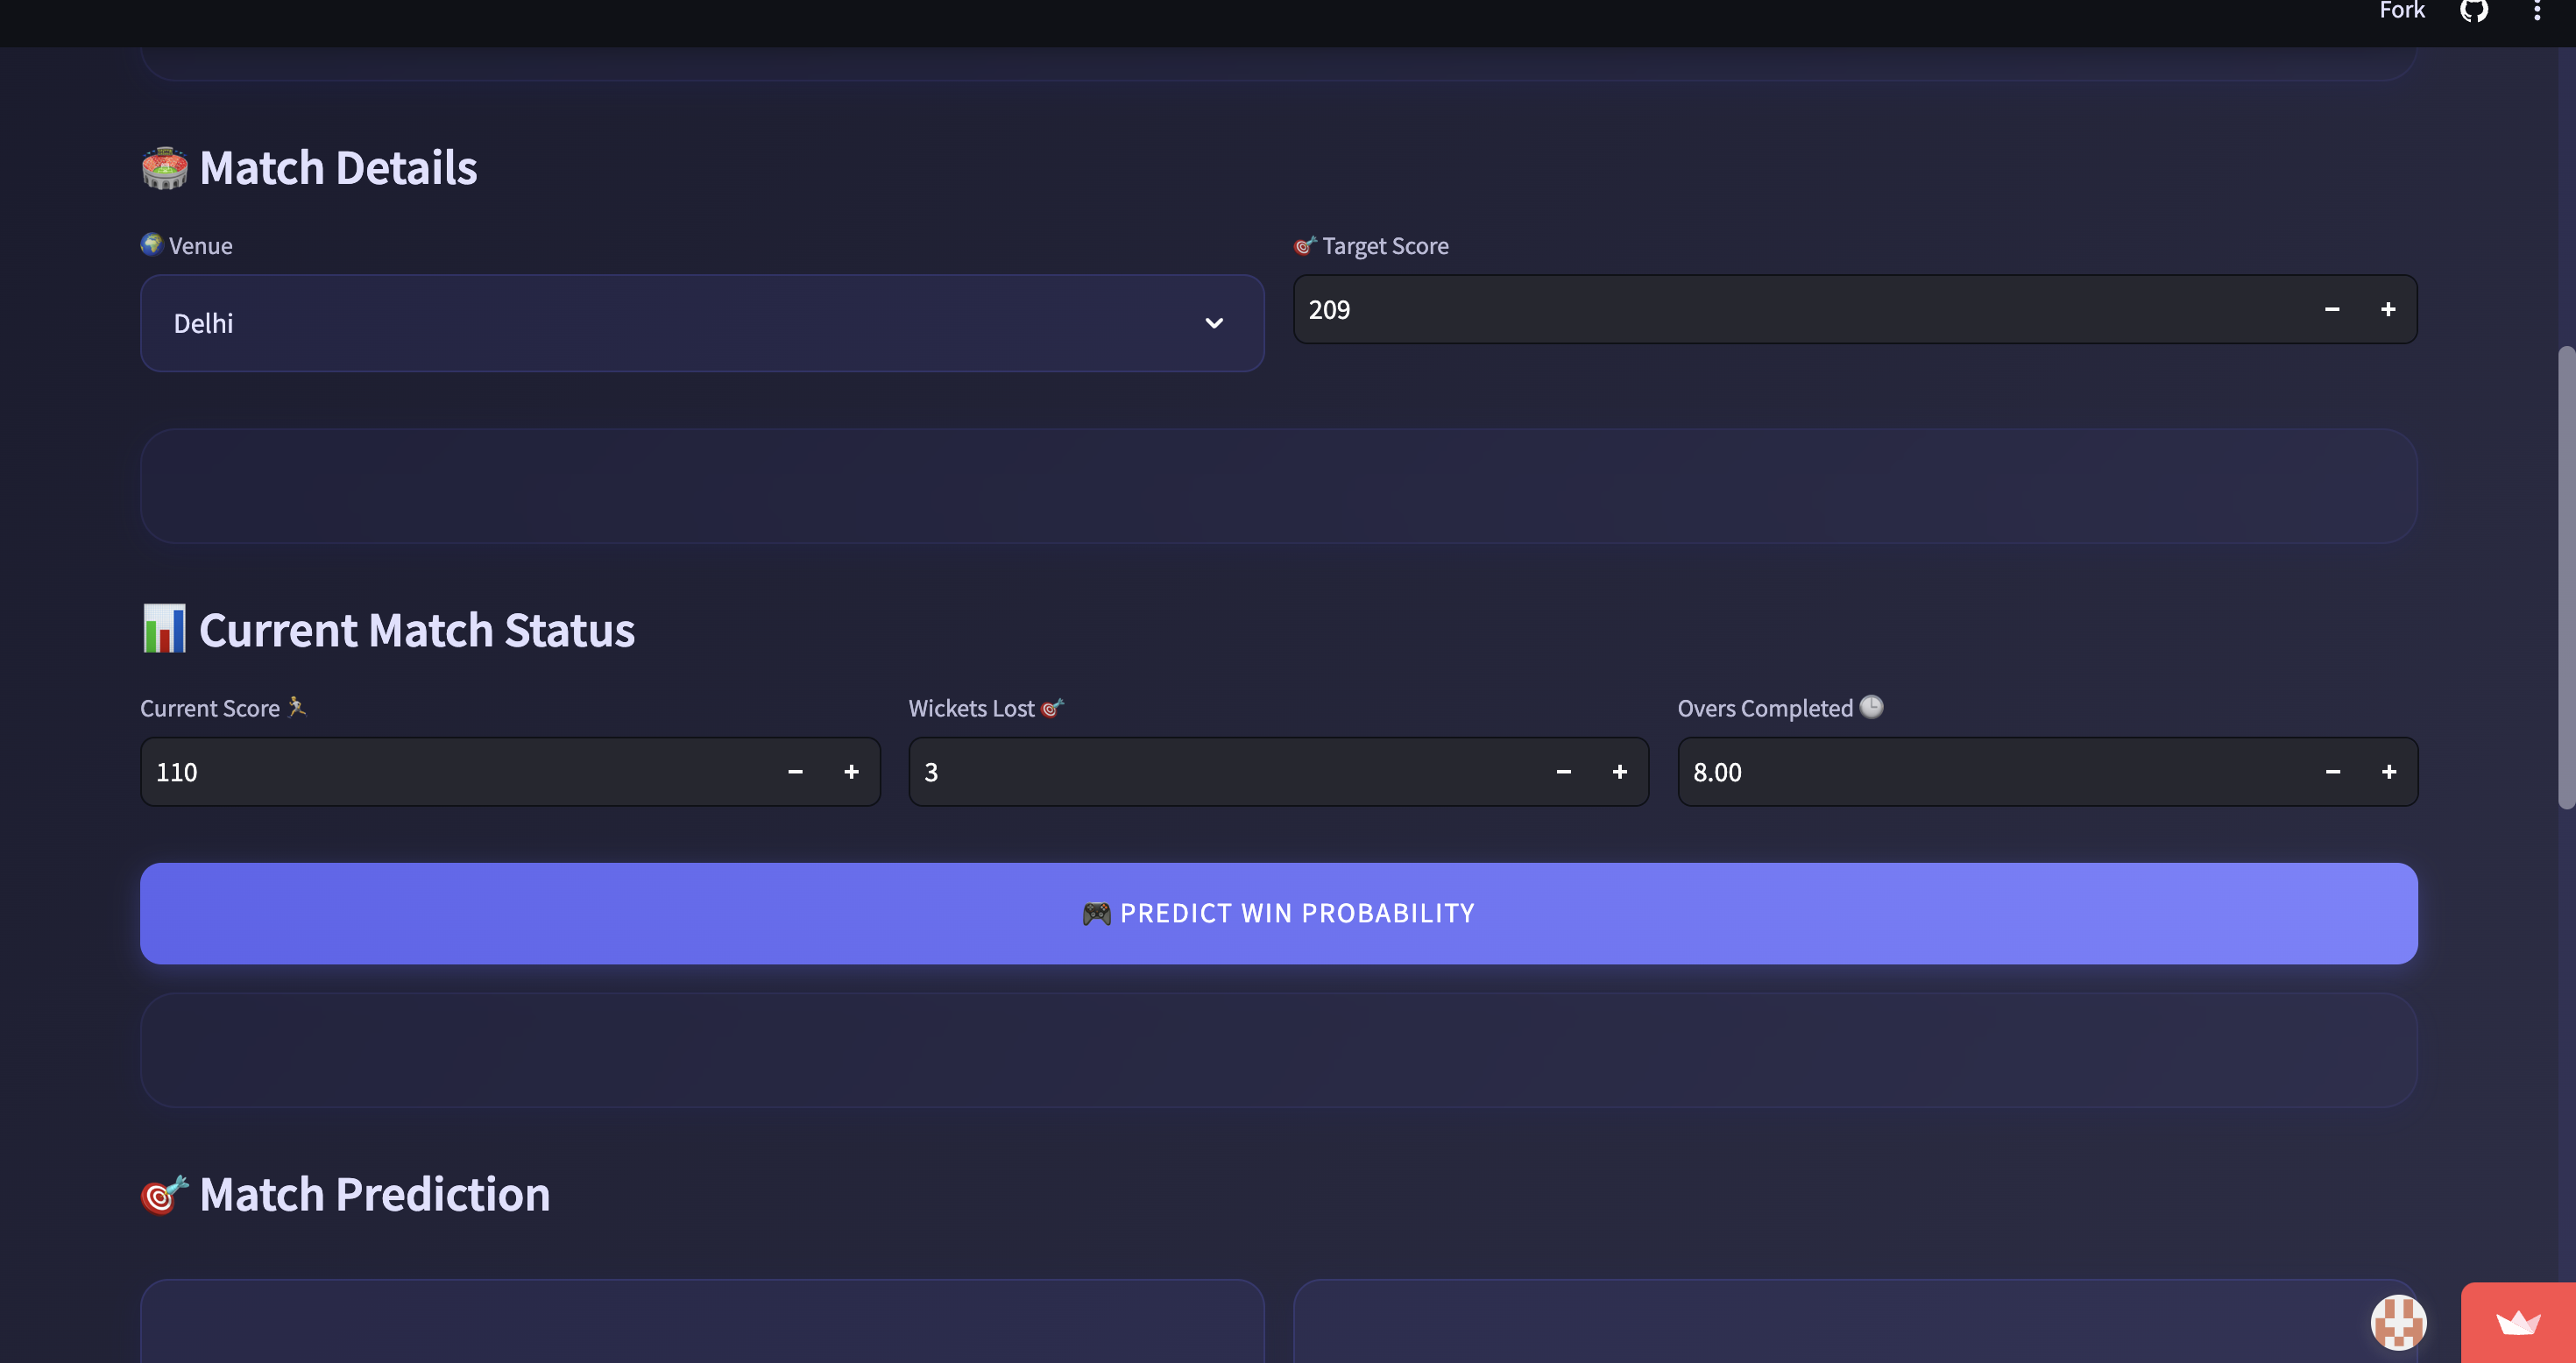 Fork
Match Details
Venue
Target Score
Delhi
209
Current Match Status
Current Score
Wickets Lost
Overs Completed
110
3
8.00
PREDICT WIN PROBABILITY
Match Prediction